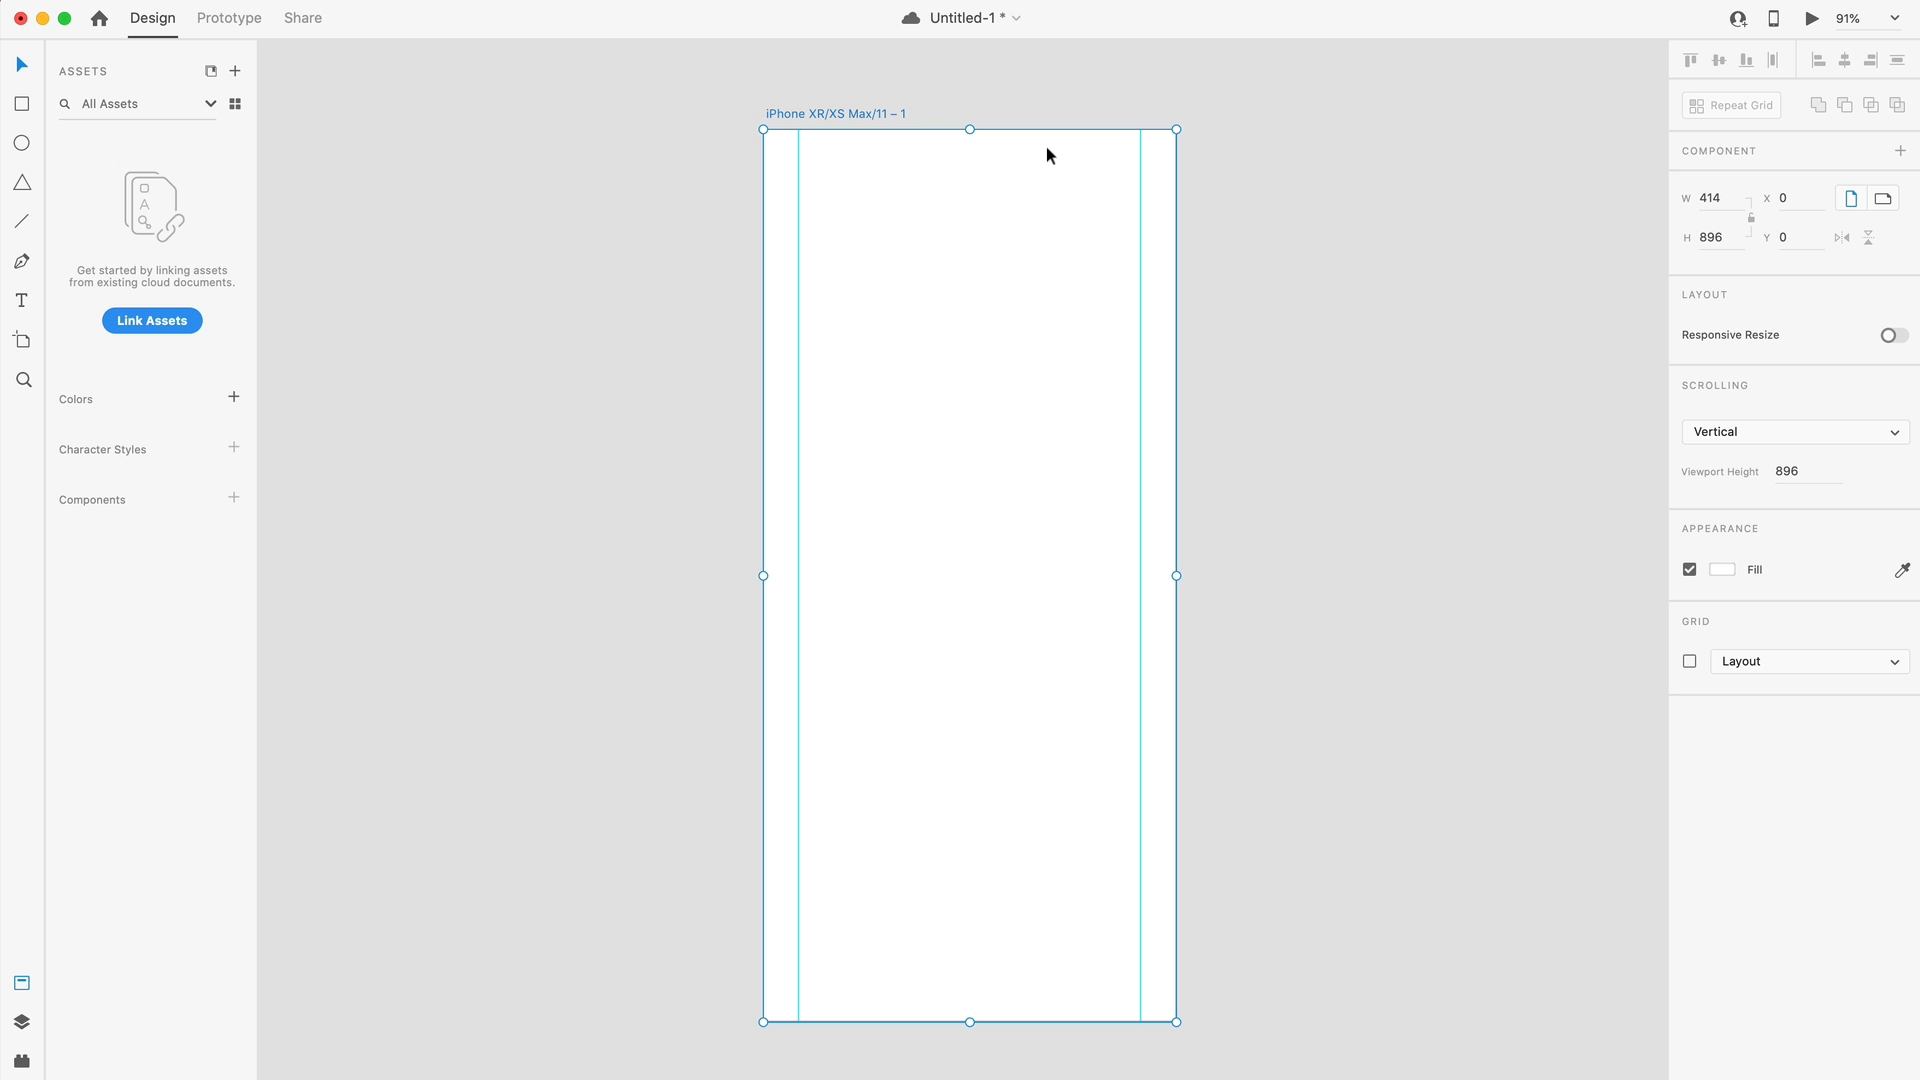 Design Prototype Share
Untitled-1 *
91%
ASSETS
All Assets
A
Get started by linking assets
from existing cloud documents.
Link Assets
Colors
Character Styles
Components
iPhone XR/XS Max/11 – 1
Repeat Grid
COMPONENT
W 414 X 0
H 896 Y 0
LAYOUT
Responsive Resize
SCROLLING
Vertical
Viewport Height 896
APPEARANCE
Fill
GRID
Layout